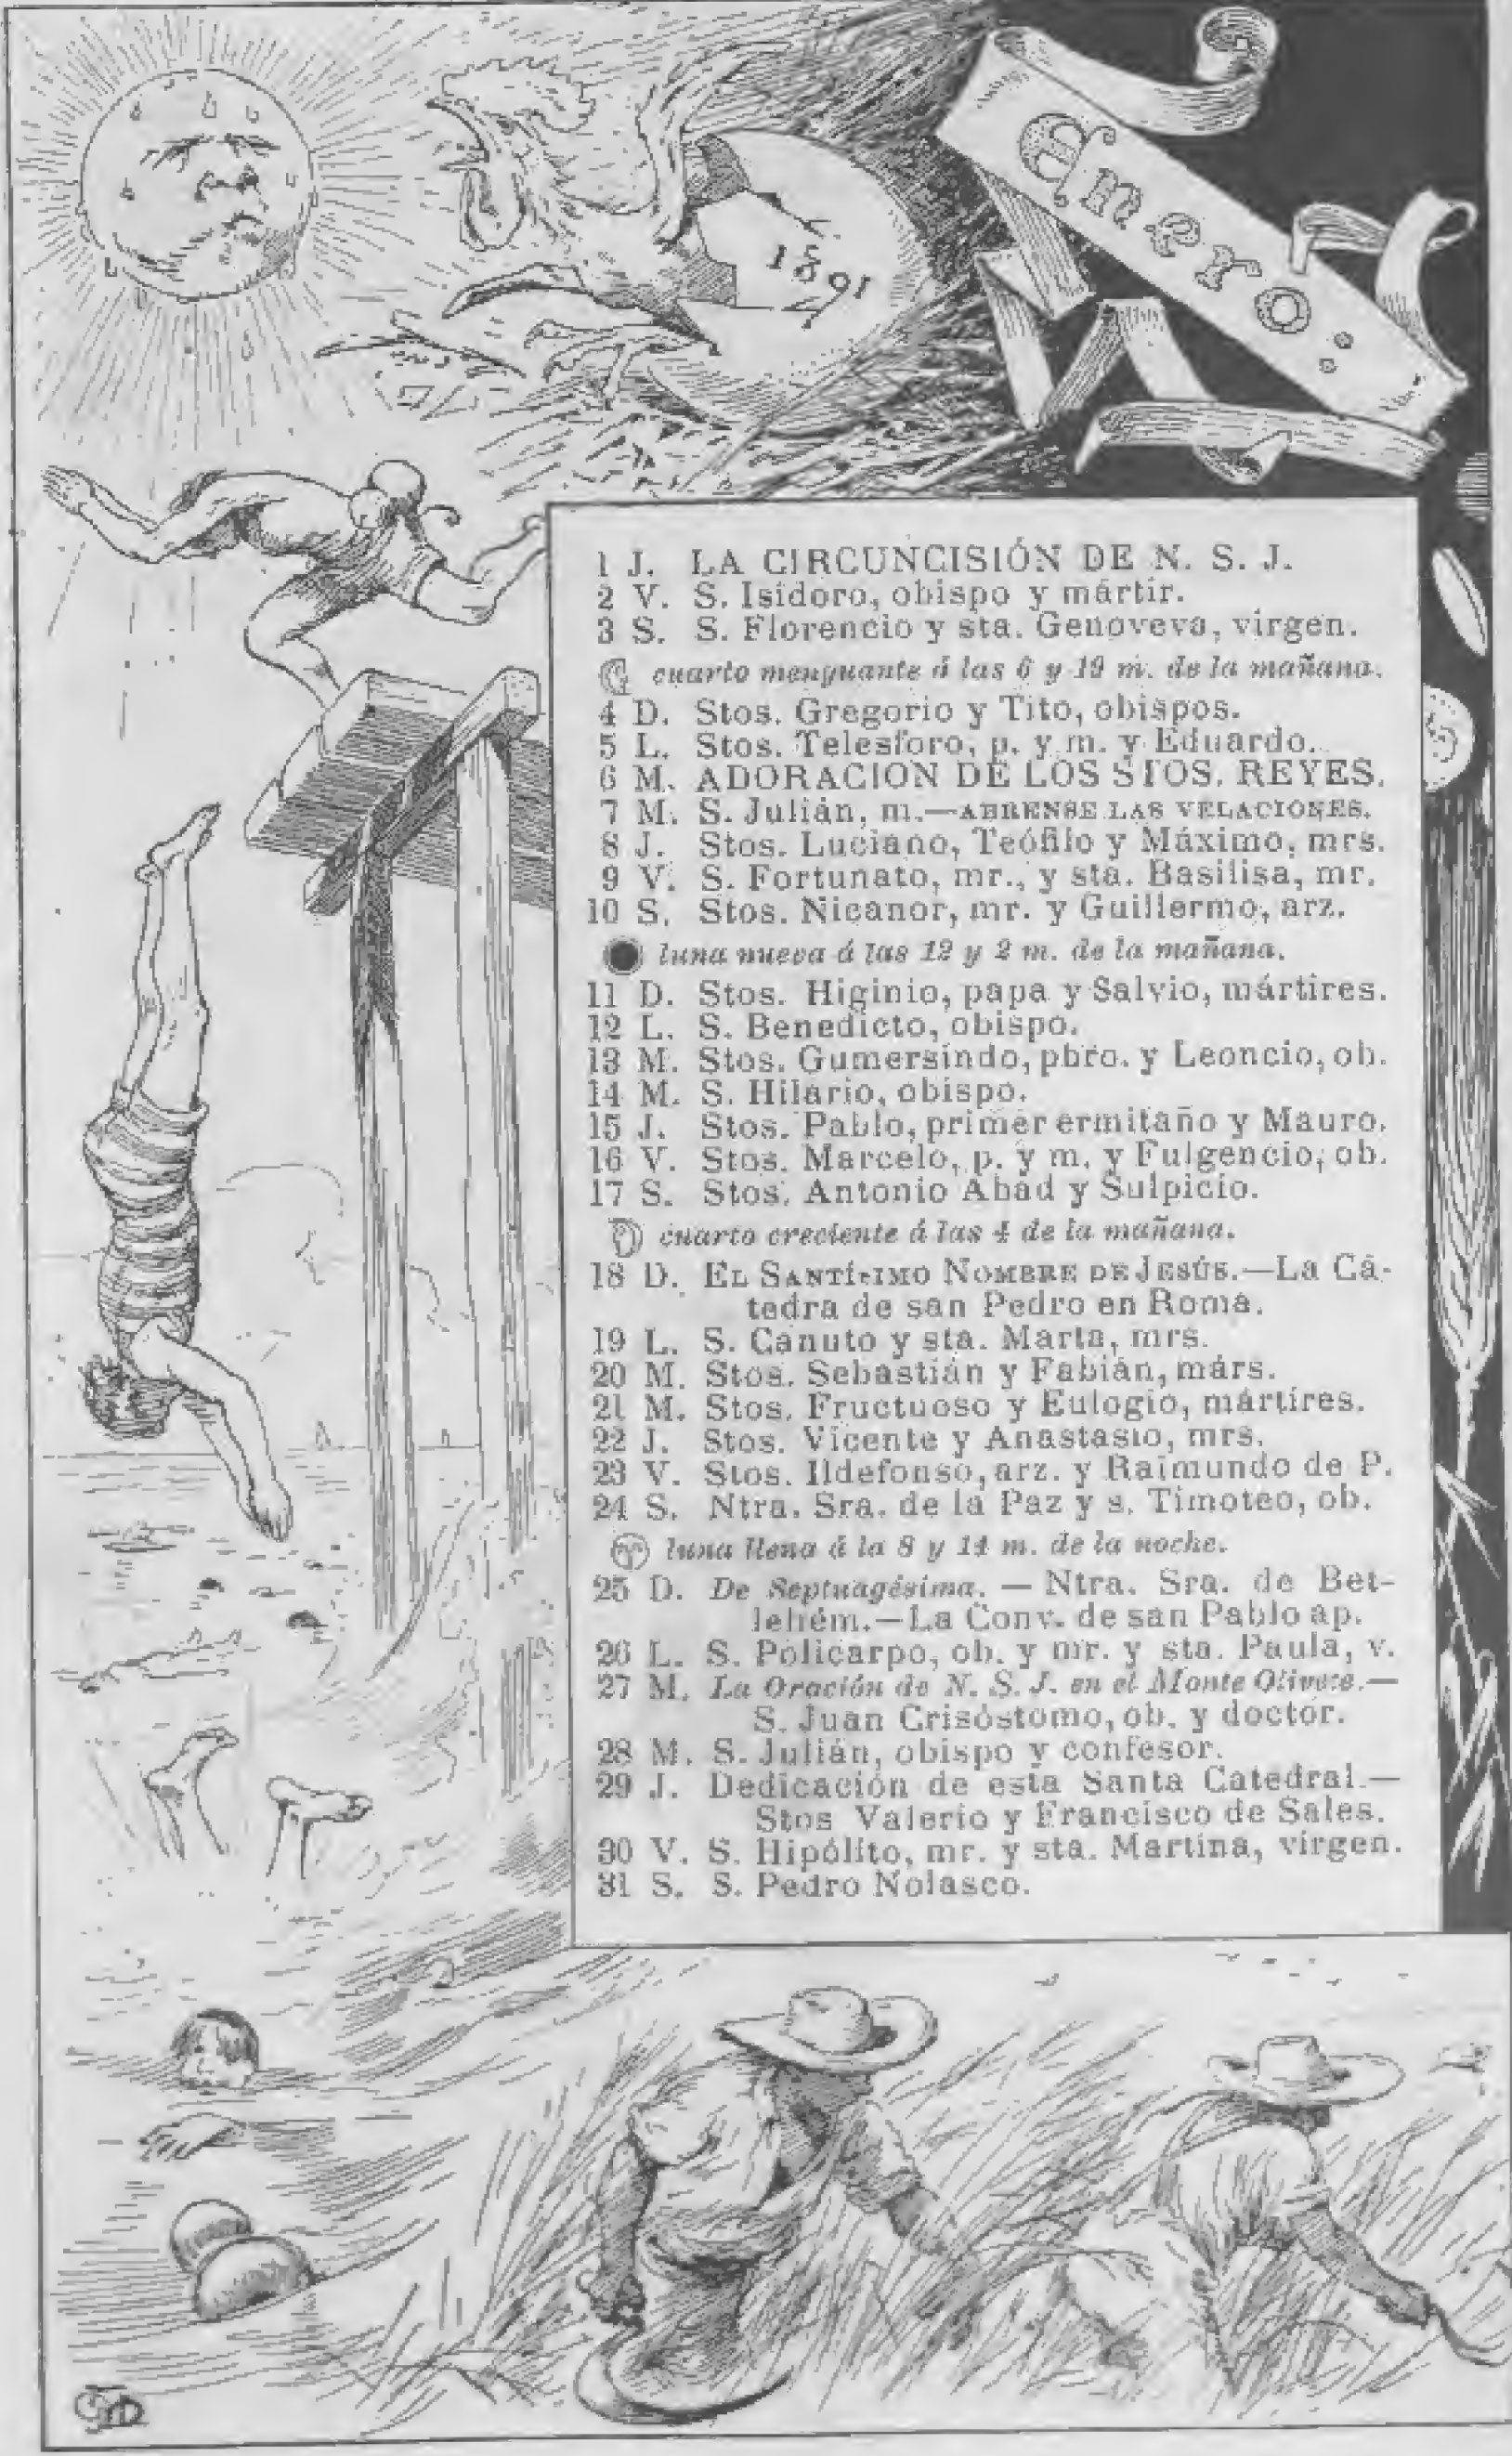 Enero.
1891
1 J. LA CIRCUNCISIÓN DE N. S. J.
2 V. S. Isidoro, obispo y mártir.
3 S. S. Florencio y sta. Genoveva, virgen.
cuarto menguante á las 6 y 19 m. de la mañana.
4 D. Stos. Gregorio y Tito, obispos.
5 L. Stos. Telesforo, p. y m. y Eduardo.
6 M. ADORACION DE LOS STOS. REYES.
7 M. S. Julián, m.—ABRENSE LAS VELACIONES.
8 J. Stos. Luciano, Teófilo y Máximo, mrs.
9 V. S. Fortunato, mr., y sta. Basilisa, mr.
10 S. Stos. Nicanor, mr. y Guillermo, arz.
luna nueva á las 12 y 2 m. de la mañana.
11 D. Stos. Higinio, papa y Salvio, mártires.
12 L. S. Benedicto, obispo.
13 M. Stos. Gumersindo, pbro. y Leoncio, ob.
14 M. S. Hilario, obispo.
15 J. Stos. Pablo, primer ermitaño y Mauro.
16 V. Stos. Marcelo, p. y m. y Fulgencio, ob.
17 S. Stos. Antonio Abad y Sulpicio.
cuarto creciente á las 4 de la mañana.
18 D. EL SANTÍSIMO NOMBRE DE JESÚS.—La Cá-
tedra de san Pedro en Roma.
19 L. S. Canuto y sta. Marta, mrs.
20 M. Stos. Sebastián y Fabián, márs.
21 M. Stos. Fructuoso y Eulogio, mártires.
22 J. Stos. Vicente y Anastasio, mrs.
23 V. Stos. Ildefonso, arz. y Raimundo de P.
24 S. Ntra. Sra. de la Paz y s. Timoteo, ob.
luna llena á la 8 y 14 m. de la noche.
25 D. De Septuagésima. — Ntra. Sra. de Bet-
lehém.—La Conv. de san Pablo ap.
26 L. S. Policarpo, ob. y mr. y sta. Paula, v.
27 M. La Oración de N. S. J. en el Monte Olivete.—
S. Juan Crisóstomo, ob. y doctor.
28 M. S. Julián, obispo y confesor.
29 J. Dedicación de esta Santa Catedral.—
Stos Valerio y Francisco de Sales.
30 V. S. Hipólito, mr. y sta. Martina, virgen.
31 S. S. Pedro Nolasco.